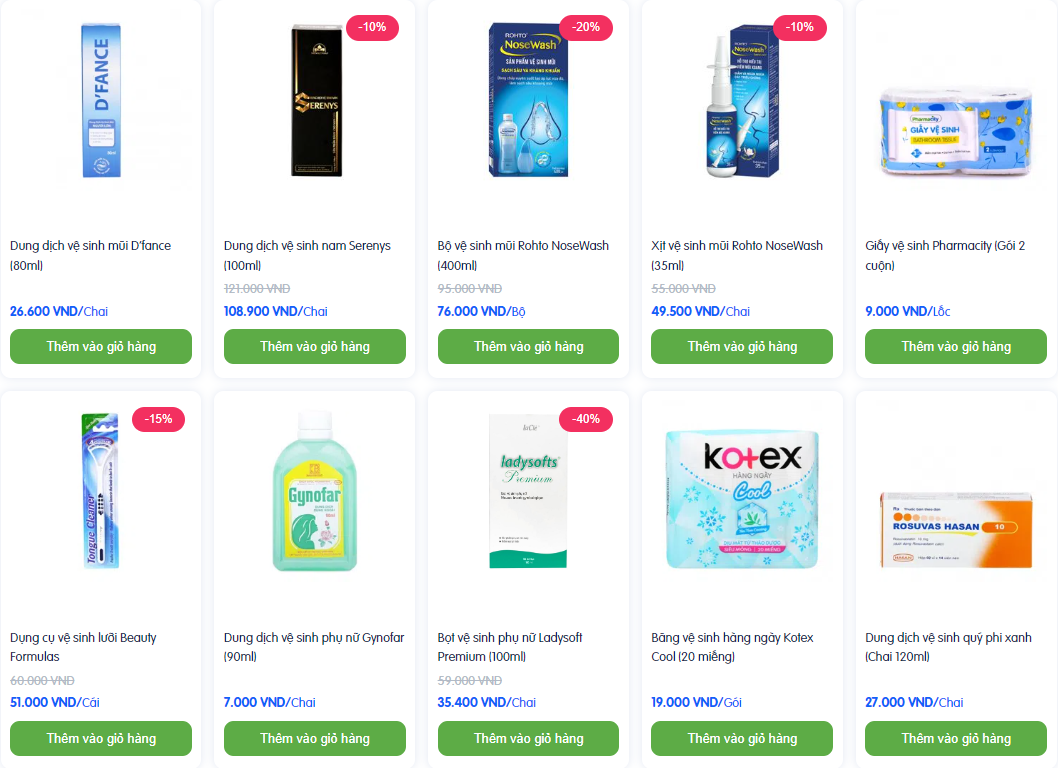 -10%
-20%
-10%
D'FANCE
SERENYS
ROHTO
NoseWash
SẢN PHẨM VỆ SINH MŨI
SẠCH SÂU VÀ KHÁNG KHUẨN
ROHTO
NoseWash
Pharmacity
GIẤY VỆ SINH
BATHROOM TISSUE
Dung dịch vệ sinh mũi D'fance
(80ml)
26.600 VND/Chai
Thêm vào giỏ hàng
Dung dịch vệ sinh nam Serenys
(100ml)
121.000 VND
108.900 VND/Chai
Thêm vào giỏ hàng
Bộ vệ sinh mũi Rohto NoseWash
(400ml)
95.000 VND
76.000 VND/Bộ
Thêm vào giỏ hàng
Xịt vệ sinh mũi Rohto NoseWash
(35ml)
55.000 VND
49.500 VND/Chai
Thêm vào giỏ hàng
Giấy vệ sinh Pharmacity (Gói 2
cuộn)
9.000 VND/Lốc
Thêm vào giỏ hàng
-15%
-40%
Tongue Cleaner
Gynofar
ladysofts
Premium
kotex
HÀNG NGÀY
Cool
SIÊU MỎNG 20 MIẾNG
Rx
ROSUVAS HASAN 10
HASAN
Dụng cụ vệ sinh lưỡi Beauty
Formulas
60.000 VND
51.000 VND/Cái
Thêm vào giỏ hàng
Dung dịch vệ sinh phụ nữ Gynofar
(90ml)
7.000 VND/Chai
Thêm vào giỏ hàng
Bọt vệ sinh phụ nữ Ladysoft
Premium (100ml)
59.000 VND
35.400 VND/Chai
Thêm vào giỏ hàng
Băng vệ sinh hàng ngày Kotex
Cool (20 miếng)
19.000 VND/Gói
Thêm vào giỏ hàng
Dung dịch vệ sinh quý phi xanh
(Chai 120ml)
27.000 VND/Chai
Thêm vào giỏ hàng